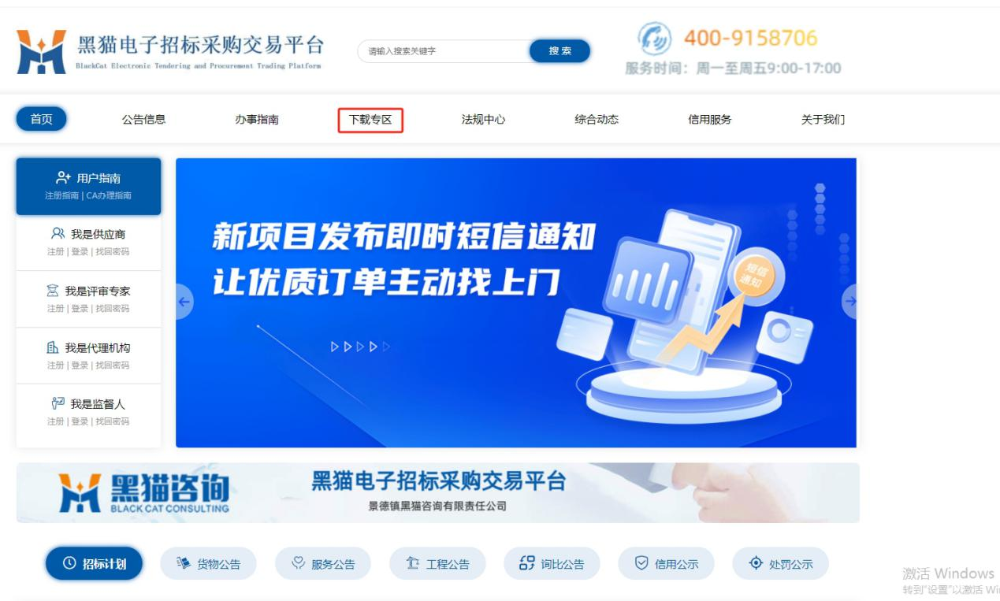 黑猫电子招标采购交易平台
BlackCat Electronic Tendering and Procurement Trading Platform
请输入搜索关键字
搜 索
400-9158706
服务时间：周一至周五9:00-17:00
首页 公告信息 办事指南 下载专区 法规中心 综合动态 信用服务 关于我们
用户指南
注册指南 | CA办理指南
我是供应商
注册 | 登录 | 找回密码
我是评审专家
注册 | 登录 | 找回密码
我是代理机构
注册 | 登录 | 找回密码
我是监督人
注册 | 登录 | 找回密码
新项目发布即时短信通知
让优质订单主动找上门
短信
通知
黑猫咨询
BLACK CAT CONSULTING
黑猫电子招标采购交易平台
景德镇黑猫咨询有限责任公司
招标计划 货物公告 服务公告 工程公告 询比公告 信用公示 处罚公示
激活 Windows
转到"设置"以激活 Wi